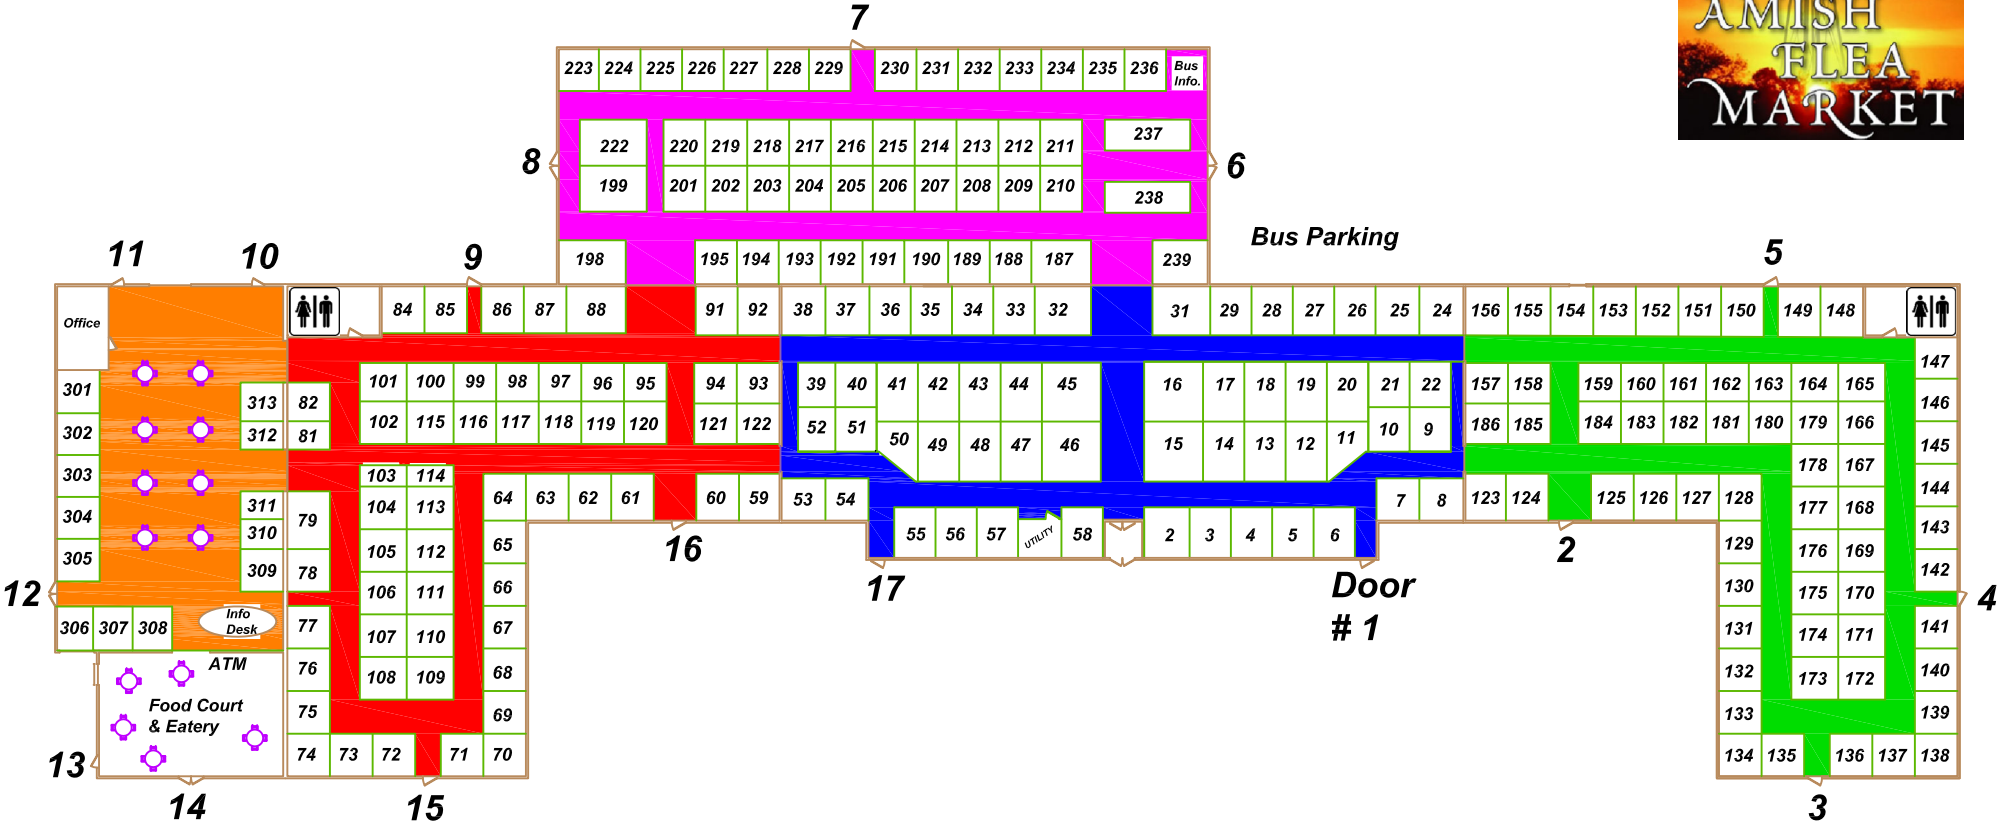 AMISH
FLEA
MARKET
7
223 224 225 226 227 228 229 230 231 232 233 234 235 236 Bus
Info.
222 220 219 218 217 216 215 214 213 212 211 237
8 6
199 201 202 203 204 205 206 207 208 209 210 238
Bus Parking
198 195 194 193 192 191 190 189 188 187 239
11 10 9 5
84 85 86 87 88 91 92 38 37 36 35 34 33 32 31 29 28 27 26 25 24 156 155 154 153 152 151 150 149 148
Office
147
301 101 100 99 98 97 96 95 94 93 39 40 41 42 43 44 45 16 17 18 19 20 21 22 157 158 159 160 161 162 163 164 165
313 82 146
302 312 81 102 115 116 117 118 119 120 121 122 52 51 50 49 48 47 46 15 14 13 12 11 10 9 186 185 184 183 182 181 180 179 166 145
303 103 114 178 167
144
311 79 104 113 64 63 62 61 60 59 53 54 7 8 123 124 125 126 127 128 177 168
304 310 143
305 309 78 105 112 65 55 56 57 UTILITY 58 2 3 4 5 6 129 176 169 142
16 2
12 106 111 66 17 Door
# 1 130 175 170 4
306 307 308 Info
Desk 77 107 110 67 131 174 171 141
ATM 76 108 109 68 132 173 172 140
Food Court
& Eatery
75 69 133 139
13 74 73 72 71 70 134 135 136 137 138
14 15 3